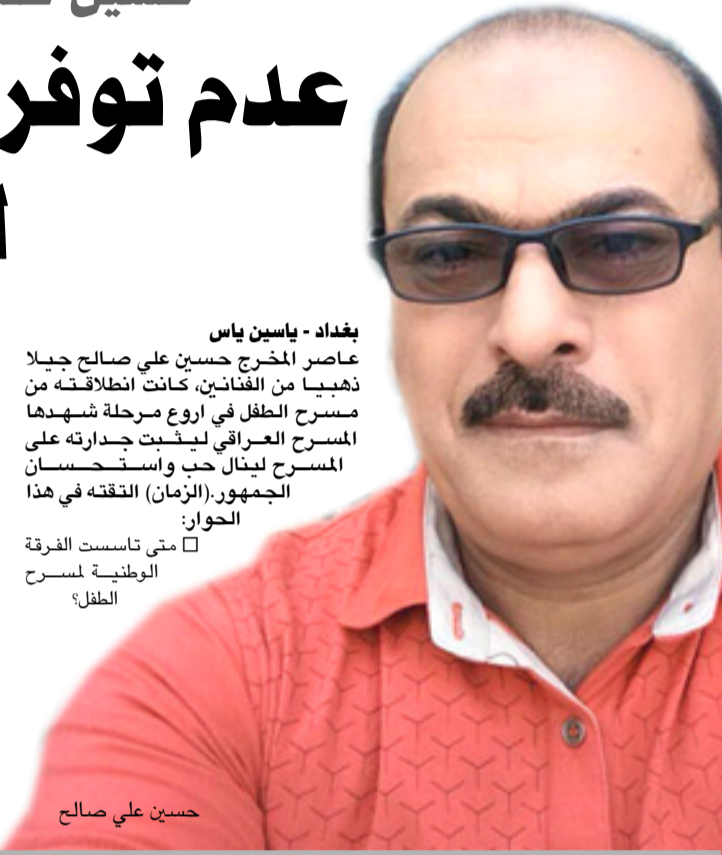 حسين
عدم توفر
بغداد - ياسين ياس
عاصر المخرج حسين علي صالح جيلا
ذهبيا من الفنانين، كانت انطلاقته من
مسرح الطفل في اروع مرحلة شهدها
المسرح العراقي ليثبت جدارته على
المسرح لينال حب واستحسان
الجمهور.(الزمان) التقته في هذا
الحوار:
□ متى تاسست الفرقة
الوطنية لمسرح
الطفل؟
حسين علي صالح